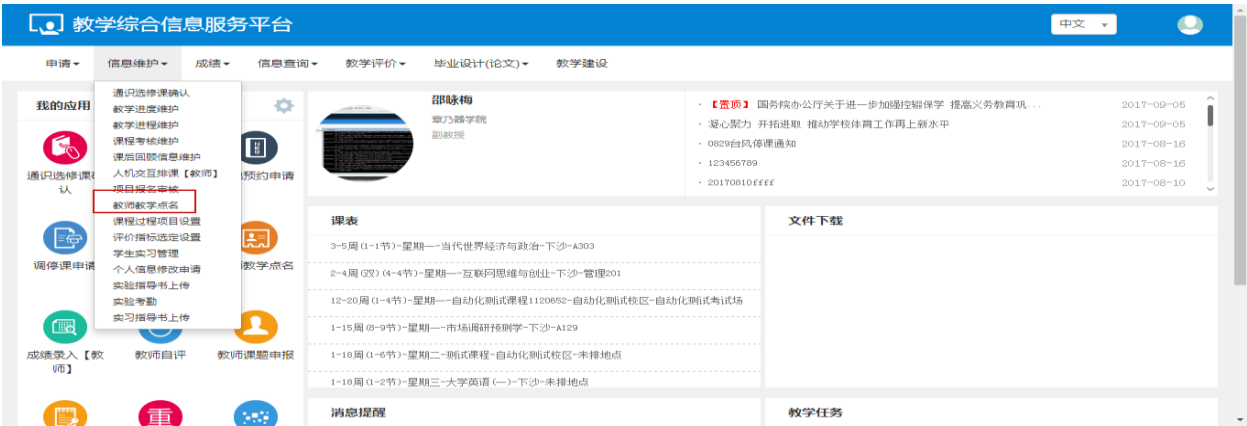 教学综合信息服务平台
中文
申请
信息维护
成绩
信息查询
教学评价
毕业设计(论文)
教学建设
我的应用
通识选修课确认
教学进度维护
教学进程维护
课程考核维护
课后回顾信息维护
人机交互排课【教师】
项目报名审核
教师教学点名
课程过程项目设置
评价指标选定设置
学生实习管理
个人信息修改申请
实验指导书上传
实验考勤
实习指导书上传
通识选修课
认
预约申请
调停课申请
教学点名
成绩录入【教
师】
教师自评
教师课题申报
重
邵咏梅
章乃器学院
副教授
· 【置顶】 国务院办公厅关于进一步加强控辍保学 提高义务教育巩... 2017-09-05
· 凝心聚力 开拓进取 推动学校体育工作再上新水平 2017-09-05
· 0829台风停课通知 2017-08-16
· 123456789 2017-08-16
· 20170810ffff 2017-08-10
课表
3-5周(1-1节)-星期一-当代世界经济与政治-下沙-A303
2-4周(双)(4-4节)-星期一-互联网思维与创业-下沙-管理201
12-20周(1-4节)-星期一-自动化测试课程1120652-自动化测试校区-自动化测试考试场
1-15周(8-9节)-星期一-市场调研预测学-下沙-A129
1-18周(1-6节)-星期二-测试课程-自动化测试校区-未排地点
1-18周(1-2节)-星期三-大学英语(一)-下沙-未排地点
文件下载
消息提醒
教学任务